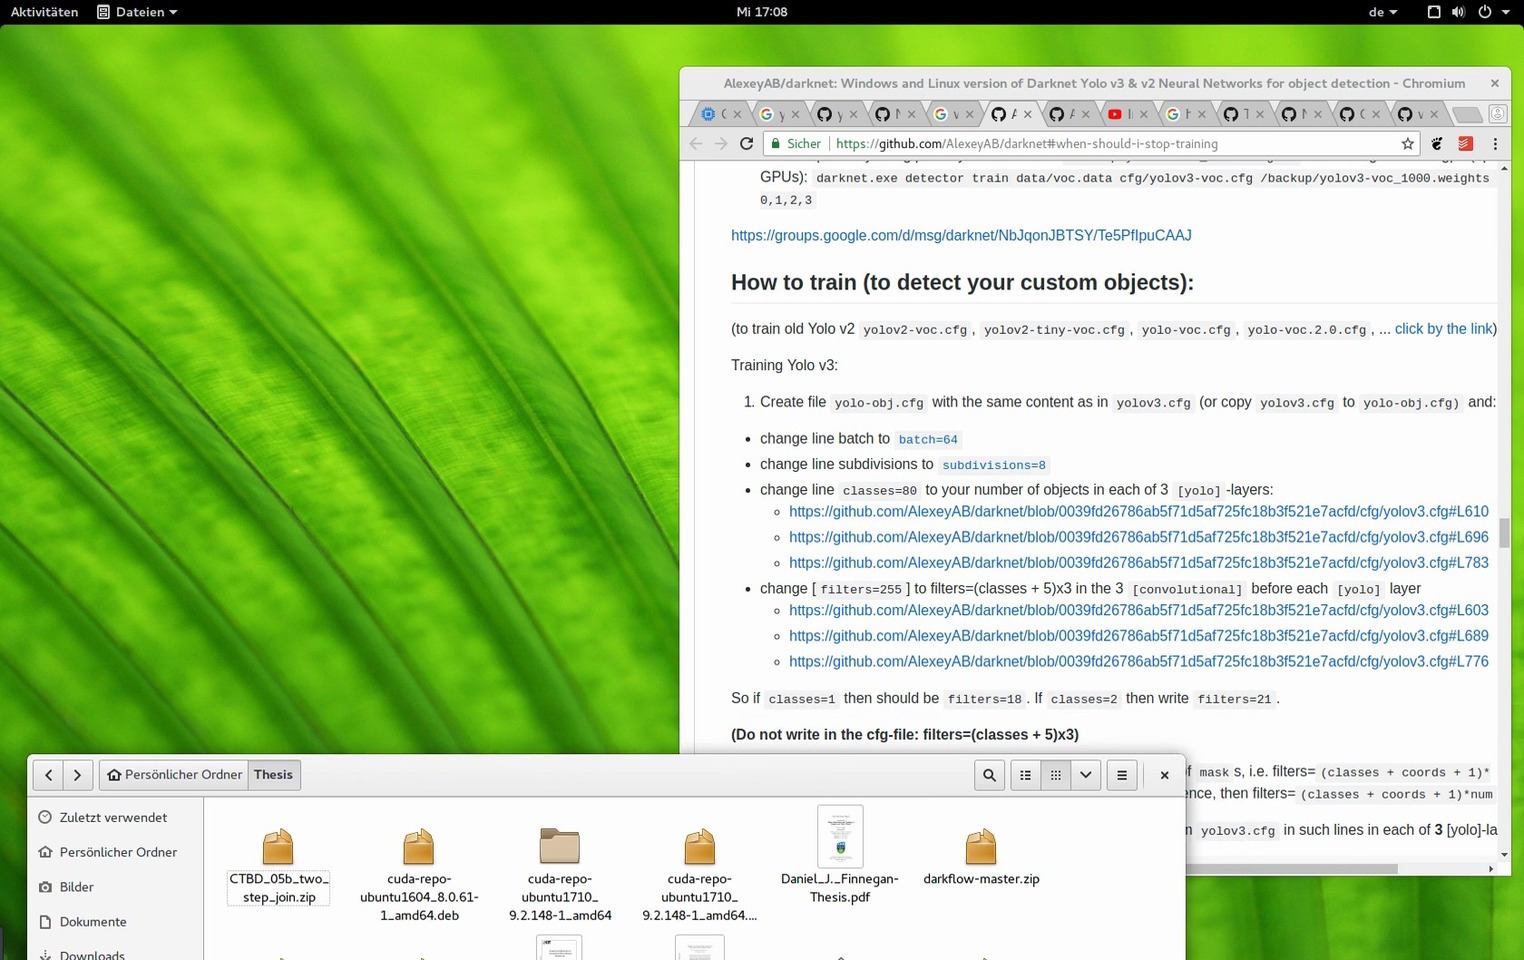 Aktivitäten Dateien Mi 17:08 de
AlexeyAB/darknet: Windows and Linux version of Darknet Yolo v3 & v2 Neural Networks for object detection - Chromium
Sicher https://github.com/AlexeyAB/darknet#when-should-i-stop-training
GPUs): darknet.exe detector train data/voc.data cfg/yolov3-voc.cfg /backup/yolov3-voc_1000.weights
0,1,2,3
https://groups.google.com/d/msg/darknet/NbJqonJBTSY/Te5PfIpuCAAJ
How to train (to detect your custom objects):
(to train old Yolo v2 yolov2-voc.cfg, yolov2-tiny-voc.cfg, yolo-voc.cfg, yolo-voc.2.0.cfg, ... click by the link)
Training Yolo v3:
1. Create file yolo-obj.cfg with the same content as in yolov3.cfg (or copy yolov3.cfg to yolo-obj.cfg) and:
• change line batch to batch=64
• change line subdivisions to subdivisions=8
• change line classes=80 to your number of objects in each of 3 [yolo]-layers:
https://github.com/AlexeyAB/darknet/blob/0039fd26786ab5f71d5af725fc18b3f521e7acfd/cfg/yolov3.cfg#L610
https://github.com/AlexeyAB/darknet/blob/0039fd26786ab5f71d5af725fc18b3f521e7acfd/cfg/yolov3.cfg#L696
https://github.com/AlexeyAB/darknet/blob/0039fd26786ab5f71d5af725fc18b3f521e7acfd/cfg/yolov3.cfg#L783
• change [filters=255] to filters=(classes + 5)x3 in the 3 [convolutional] before each [yolo] layer
https://github.com/AlexeyAB/darknet/blob/0039fd26786ab5f71d5af725fc18b3f521e7acfd/cfg/yolov3.cfg#L603
https://github.com/AlexeyAB/darknet/blob/0039fd26786ab5f71d5af725fc18b3f521e7acfd/cfg/yolov3.cfg#L689
https://github.com/AlexeyAB/darknet/blob/0039fd26786ab5f71d5af725fc18b3f521e7acfd/cfg/yolov3.cfg#L776
So if classes=1 then should be filters=18. If classes=2 then write filters=21.
(Do not write in the cfg-file: filters=(classes + 5)x3)
mask s, i.e. filters=(classes + coords + 1)*
ence, then filters=(classes + coords + 1)*num
yolov3.cfg in such lines in each of 3 [yolo]-la
Persönlicher Ordner Thesis
Zuletzt verwendet
Persönlicher Ordner
Bilder
Dokumente
Downloads
CTBD_05b_two_
step_join.zip
cuda-repo-
ubuntu1604_8.0.61-
1_amd64.deb
cuda-repo-
ubuntu1710_
9.2.148-1_amd64
cuda-repo-
ubuntu1710_
9.2.148-1_amd64....
Daniel_J._Finnegan-
Thesis.pdf
darkflow-master.zip